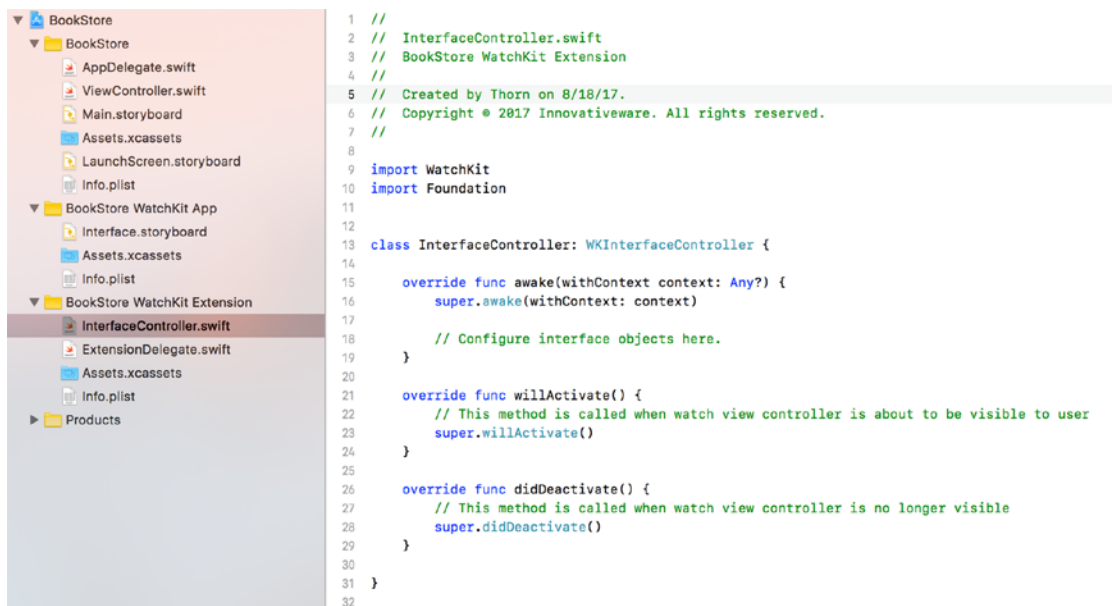 BookStore
BookStore
AppDelegate.swift
ViewController.swift
Main.storyboard
Assets.xcassets
LaunchScreen.storyboard
Info.plist
BookStore WatchKit App
Interface.storyboard
Assets.xcassets
Info.plist
BookStore WatchKit Extension
InterfaceController.swift
ExtensionDelegate.swift
Assets.xcassets
Info.plist
Products
1 //
2 //  InterfaceController.swift
3 //  BookStore WatchKit Extension
4 //
5 //  Created by Thorn on 8/18/17.
6 //  Copyright © 2017 Innovativeware. All rights reserved.
7 //
8
9 import WatchKit
10 import Foundation
11
12
13 class InterfaceController: WKInterfaceController {
14
15     override func awake(withContext context: Any?) {
16         super.awake(withContext: context)
17
18         // Configure interface objects here.
19     }
20
21     override func willActivate() {
22         // This method is called when watch view controller is about to be visible to user
23         super.willActivate()
24     }
25
26     override func didDeactivate() {
27         // This method is called when watch view controller is no longer visible
28         super.didDeactivate()
29     }
30
31 }
32